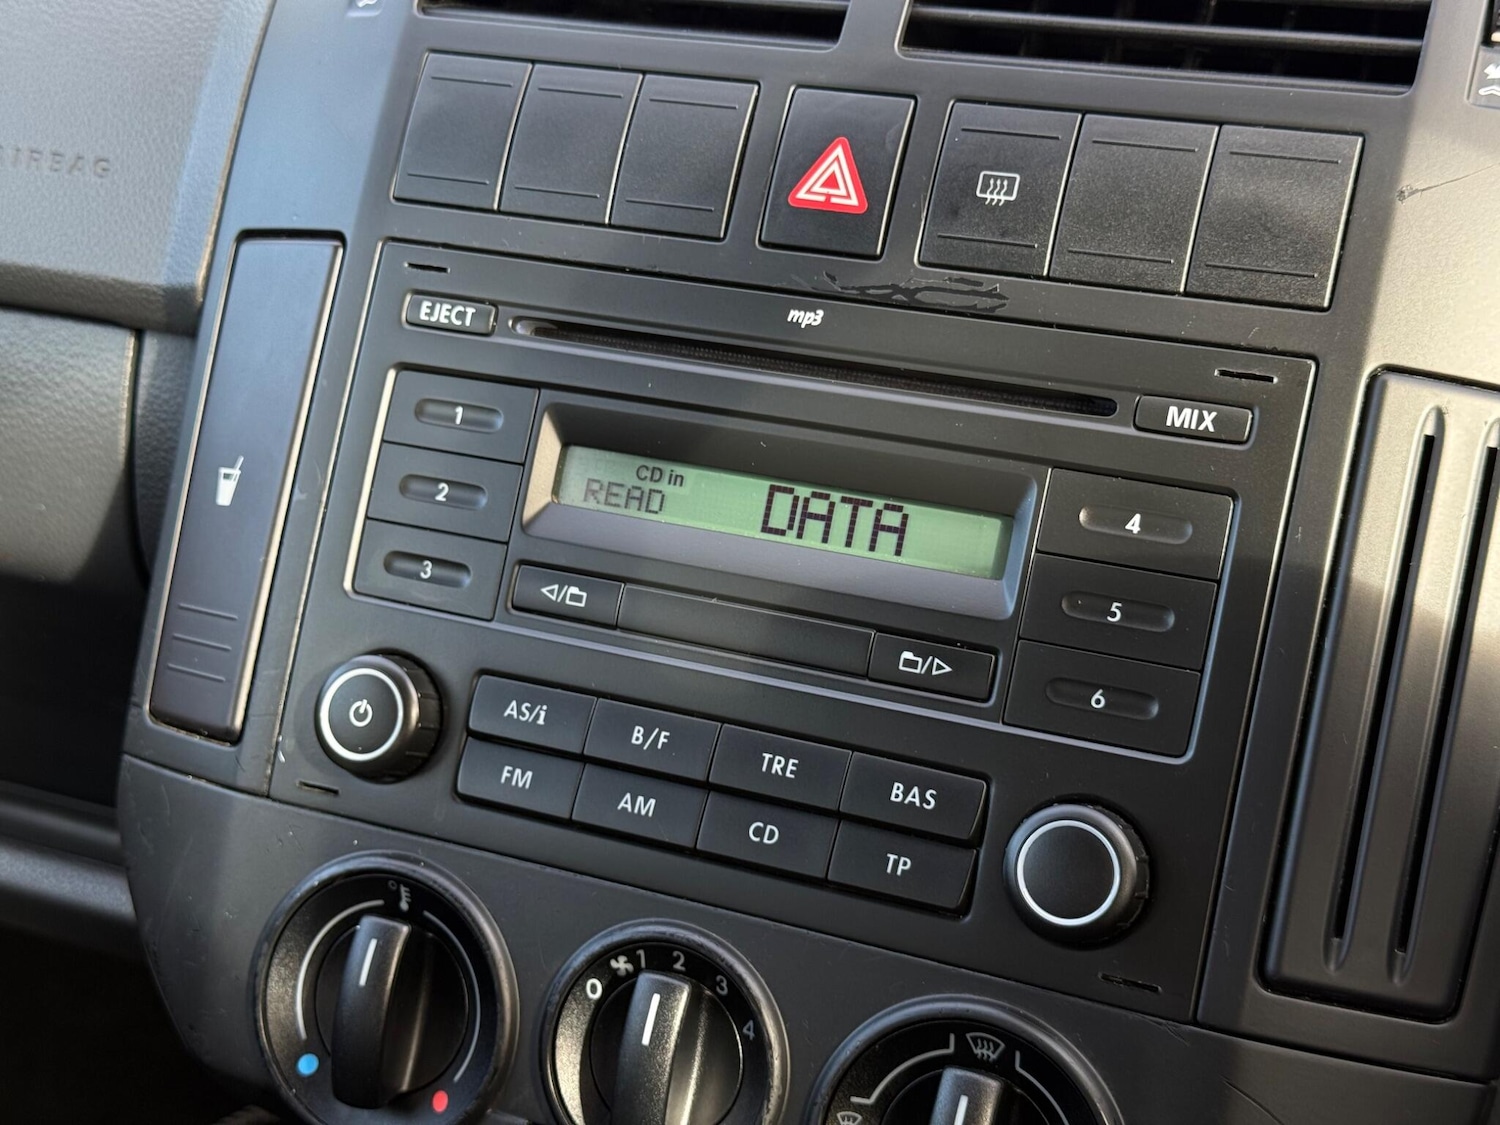 AIRBAG
EJECT
mp3
MIX
1
2
3
CD in
READ DATA
4
5
6
AS/i B/F TRE BAS
FM AM CD TP
0 1 2 3 4